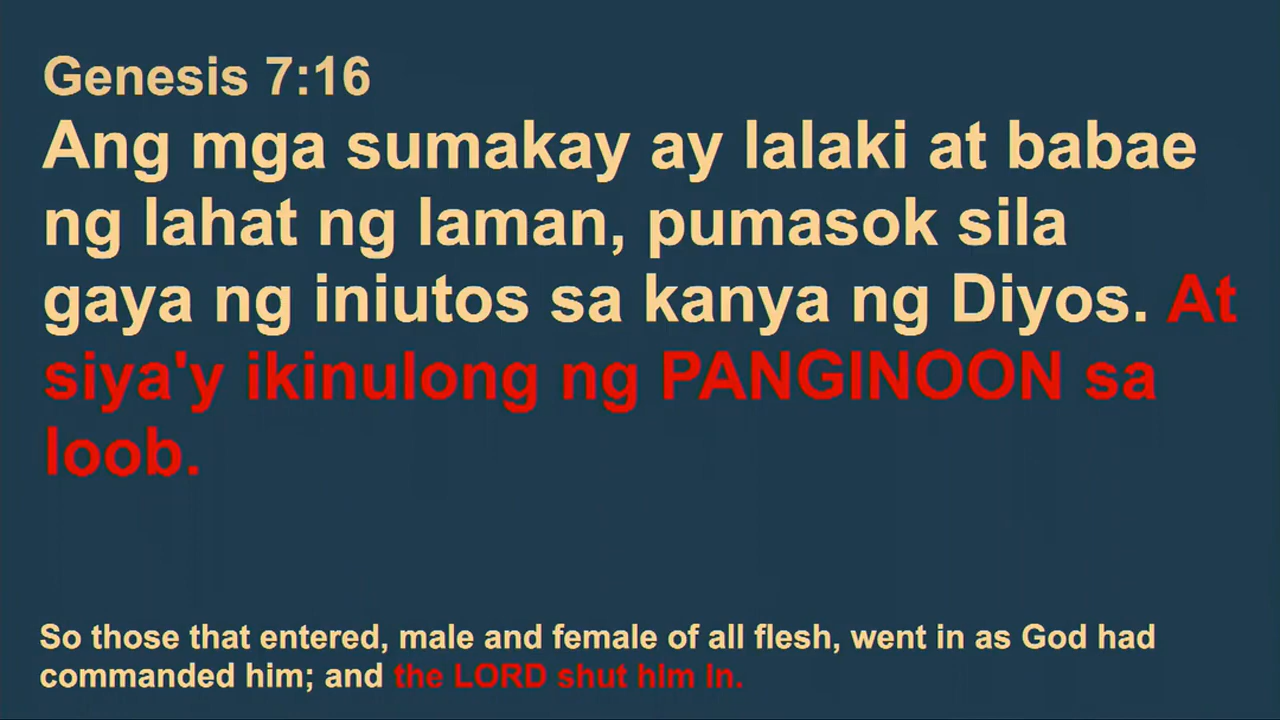 Genesis 7:16
Ang mga sumakay ay lalaki at babae
ng lahat ng laman, pumasok sila
gaya ng iniutos sa kanya ng Diyos. At
siya'y ikinulong ng PANGINOON sa
loob.
So those that entered, male and female of all flesh, went in as God had
commanded him; and the LORD shut him In.